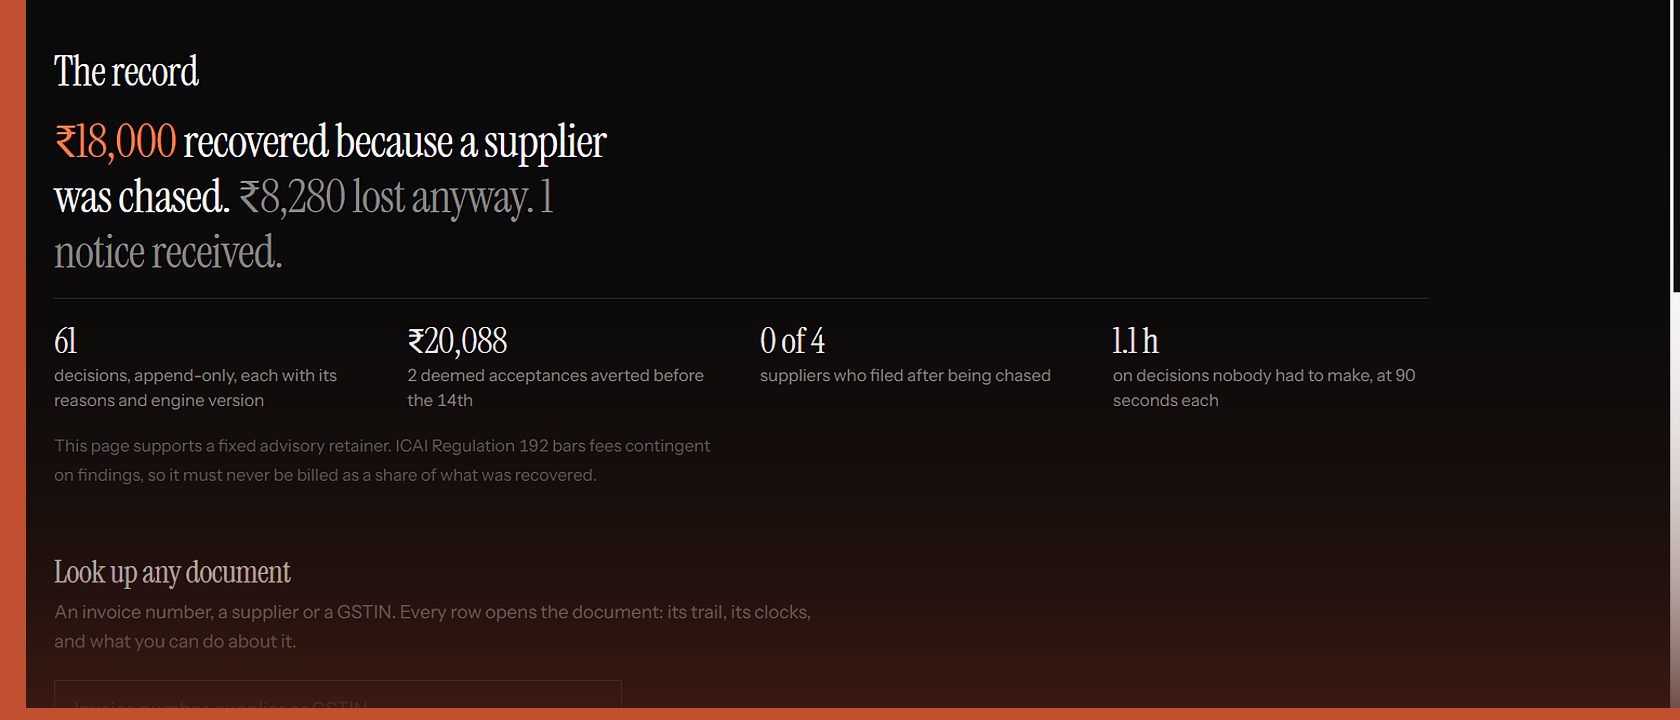 The record
₹18,000 recovered because a supplier
was chased. ₹8,280 lost anyway. 1
notice received.
61
decisions, append-only, each with its
reasons and engine version
₹20,088
2 deemed acceptances averted before
the 14th
0 of 4
suppliers who filed after being chased
1.1 h
on decisions nobody had to make, at 90
seconds each
This page supports a fixed advisory retainer. ICAI Regulation 192 bars fees contingent
on findings, so it must never be billed as a share of what was recovered.
Look up any document
An invoice number, a supplier or a GSTIN. Every row opens the document: its trail, its clocks,
and what you can do about it.
Invoice number, supplier or GSTIN